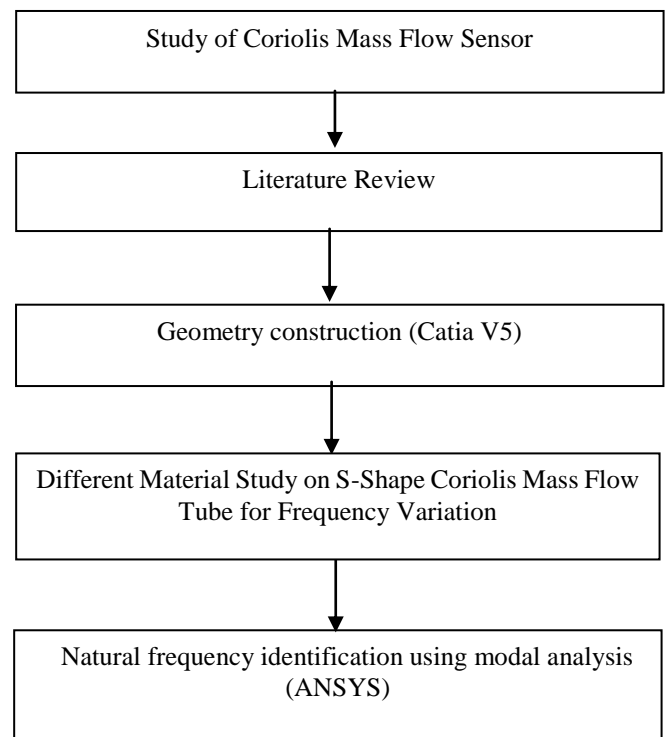 Study of Coriolis Mass Flow Sensor
Literature Review
Geometry construction (Catia V5)
Different Material Study on S-Shape Coriolis Mass Flow
Tube for Frequency Variation
Natural frequency identification using modal analysis
(ANSYS)